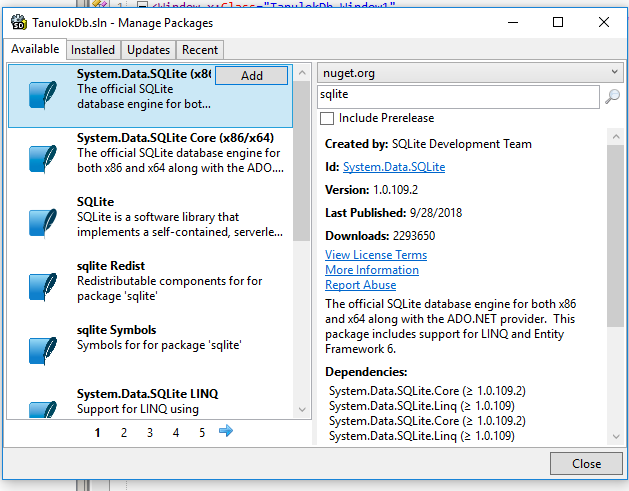 <Window x:Class="TanulokDb.Window1"
TanulokDb.sln - Manage Packages
Available
Installed
Updates
Recent
System.Data.SQLite (x86
Add
The official SQLite
database engine for bot...
System.Data.SQLite Core (x86/x64)
The official SQLite database engine for
both x86 and x64 along with the ADO....
SQLite
SQLite is a software library that
implements a self-contained, serverle...
sqlite Redist
Redistributable components for for
package 'sqlite'
sqlite Symbols
Symbols for for package 'sqlite'
System.Data.SQLite LINQ
Support for LINQ using
1 2 3 4 5
nuget.org
sqlite
Include Prerelease
Created by: SQLite Development Team
Id: System.Data.SQLite
Version: 1.0.109.2
Last Published: 9/28/2018
Downloads: 2293650
View License Terms
More Information
Report Abuse
The official SQLite database engine for both x86
and x64 along with the ADO.NET provider. This
package includes support for LINQ and Entity
Framework 6.
Dependencies:
System.Data.SQLite.Core (≥ 1.0.109.2)
System.Data.SQLite.Linq (≥ 1.0.109)
System.Data.SQLite.Core (≥ 1.0.109.2)
System.Data.SQLite.Linq (≥ 1.0.109)
Close